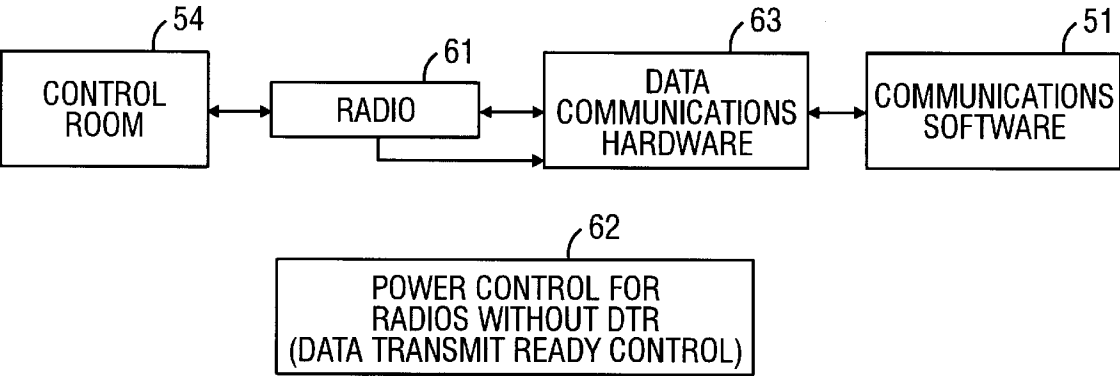 54
61
63
51
CONTROL
ROOM
RADIO
DATA
COMMUNICATIONS
HARDWARE
COMMUNICATIONS
SOFTWARE
62
POWER CONTROL FOR
RADIOS WITHOUT DTR
(DATA TRANSMIT READY CONTROL)